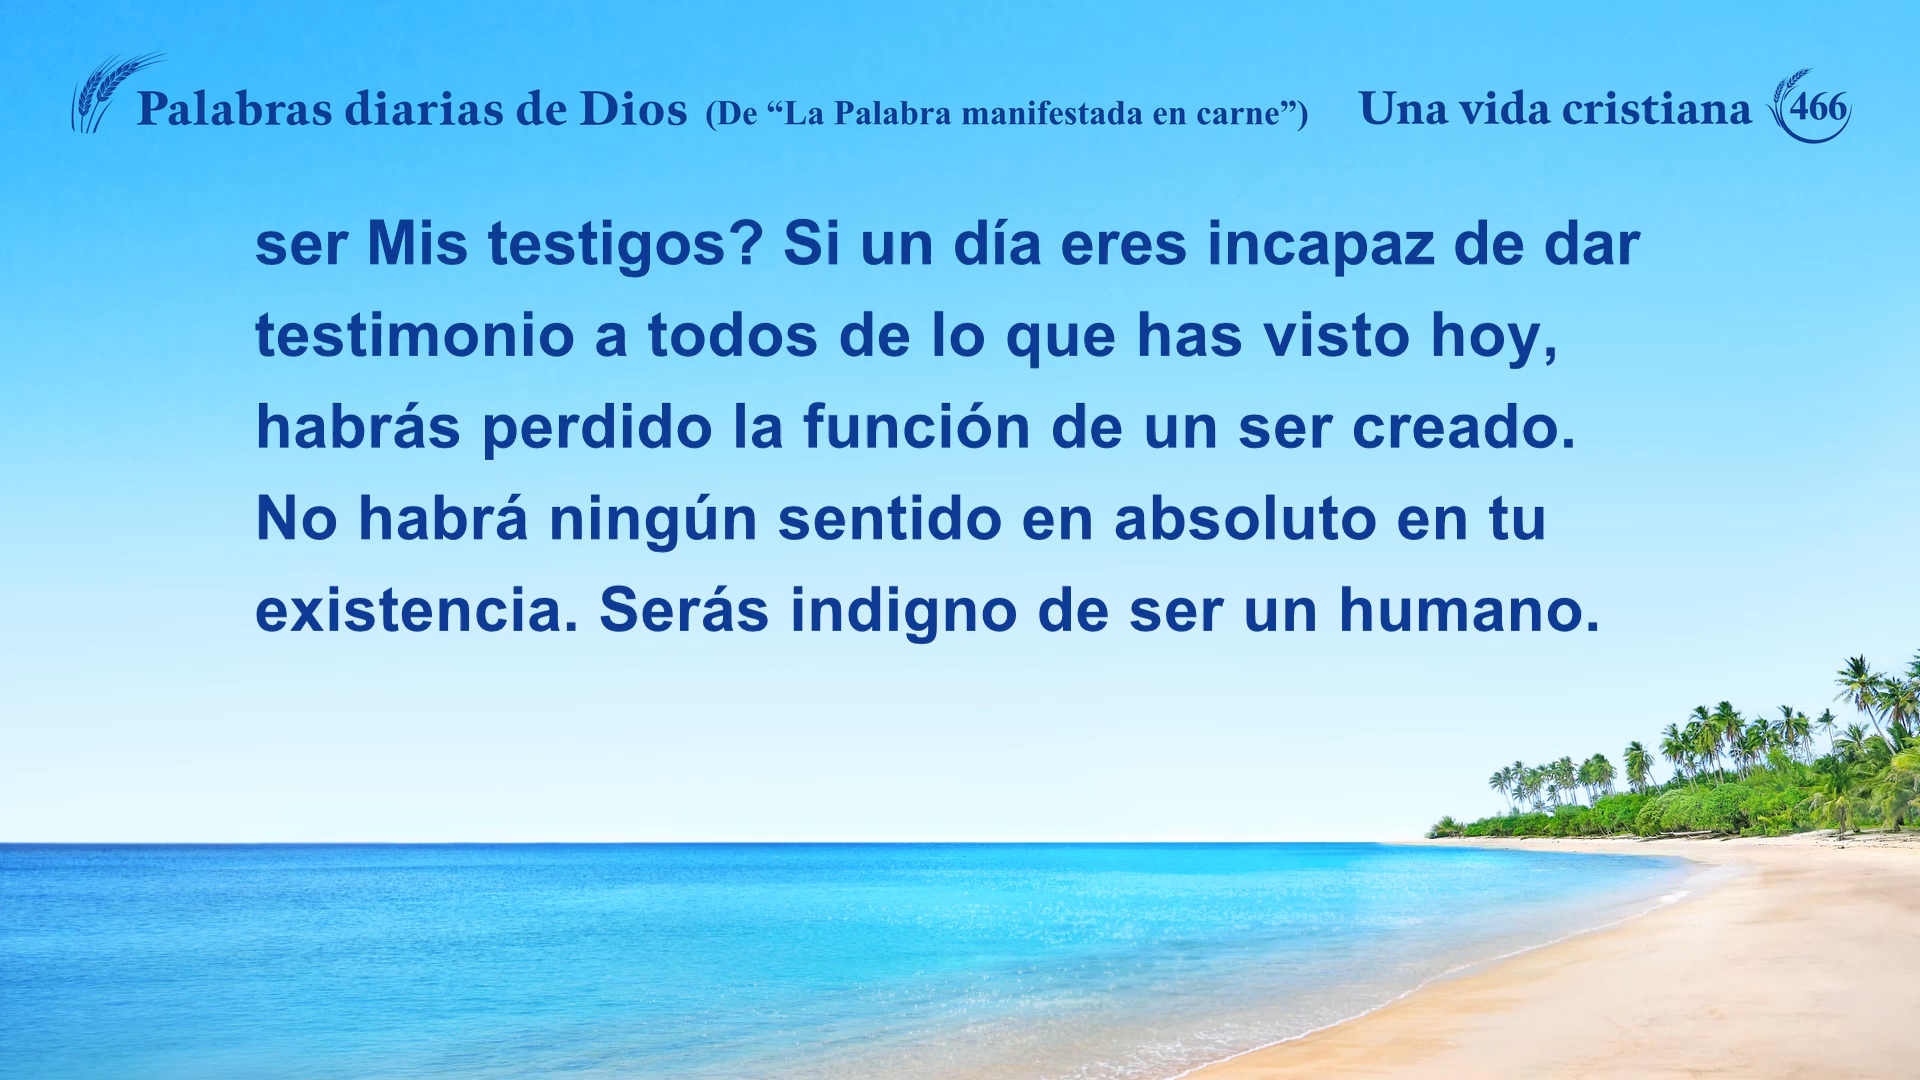 Palabras diarias de Dios (De “La Palabra manifestada en carne”) Una vida cristiana 466
ser Mis testigos? Si un día eres incapaz de dar
testimonio a todos de lo que has visto hoy,
habrás perdido la función de un ser creado.
No habrá ningún sentido en absoluto en tu
existencia. Serás indigno de ser un humano.